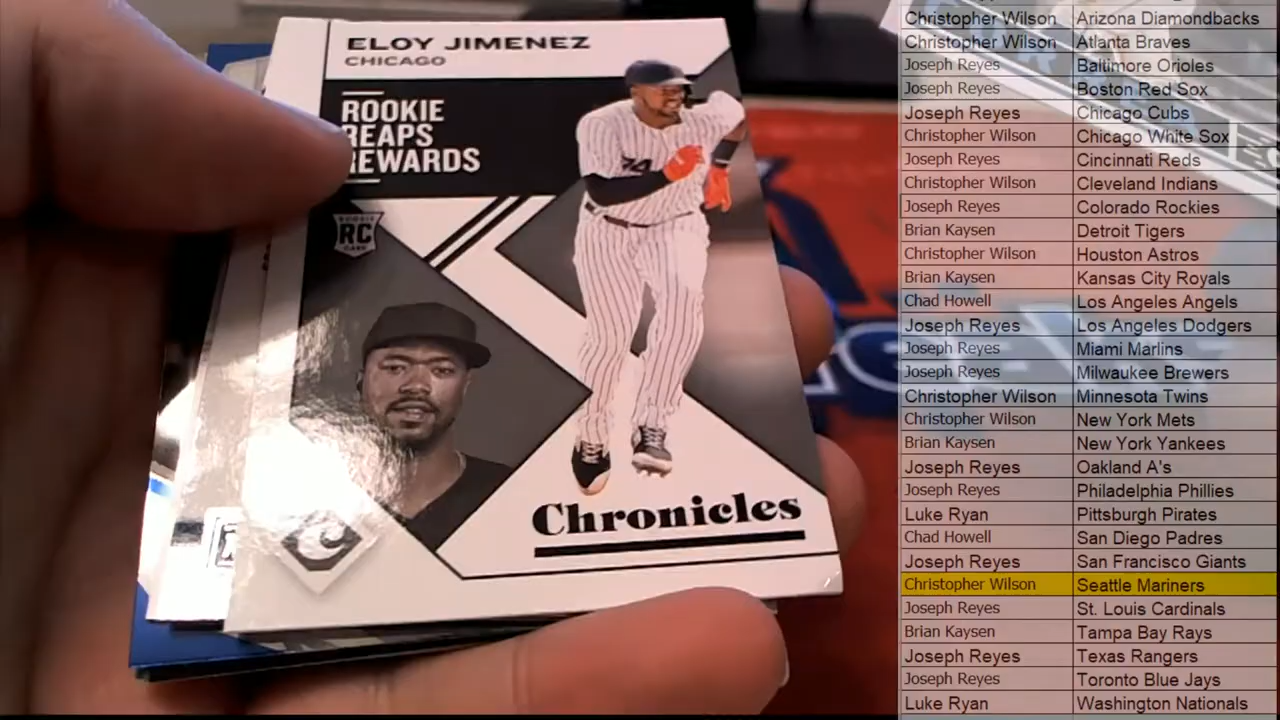 ELOY JIMENEZ
CHICAGO
ROOKIE
REAPS
REWARDS
RC
Chronicles
Christopher Wilson Arizona Diamondbacks
Christopher Wilson Atlanta Braves
Joseph Reyes Baltimore Orioles
Joseph Reyes Boston Red Sox
Joseph Reyes Chicago Cubs
Christopher Wilson Chicago White Sox
Joseph Reyes Cincinnati Reds
Christopher Wilson Cleveland Indians
Joseph Reyes Colorado Rockies
Brian Kaysen Detroit Tigers
Christopher Wilson Houston Astros
Brian Kaysen Kansas City Royals
Chad Howell Los Angeles Angels
Joseph Reyes Los Angeles Dodgers
Joseph Reyes Miami Marlins
Joseph Reyes Milwaukee Brewers
Christopher Wilson Minnesota Twins
Christopher Wilson New York Mets
Brian Kaysen New York Yankees
Joseph Reyes Oakland A's
Joseph Reyes Philadelphia Phillies
Luke Ryan Pittsburgh Pirates
Chad Howell San Diego Padres
Joseph Reyes San Francisco Giants
Christopher Wilson Seattle Mariners
Joseph Reyes St. Louis Cardinals
Brian Kaysen Tampa Bay Rays
Joseph Reyes Texas Rangers
Joseph Reyes Toronto Blue Jays
Luke Ryan Washington Nationals